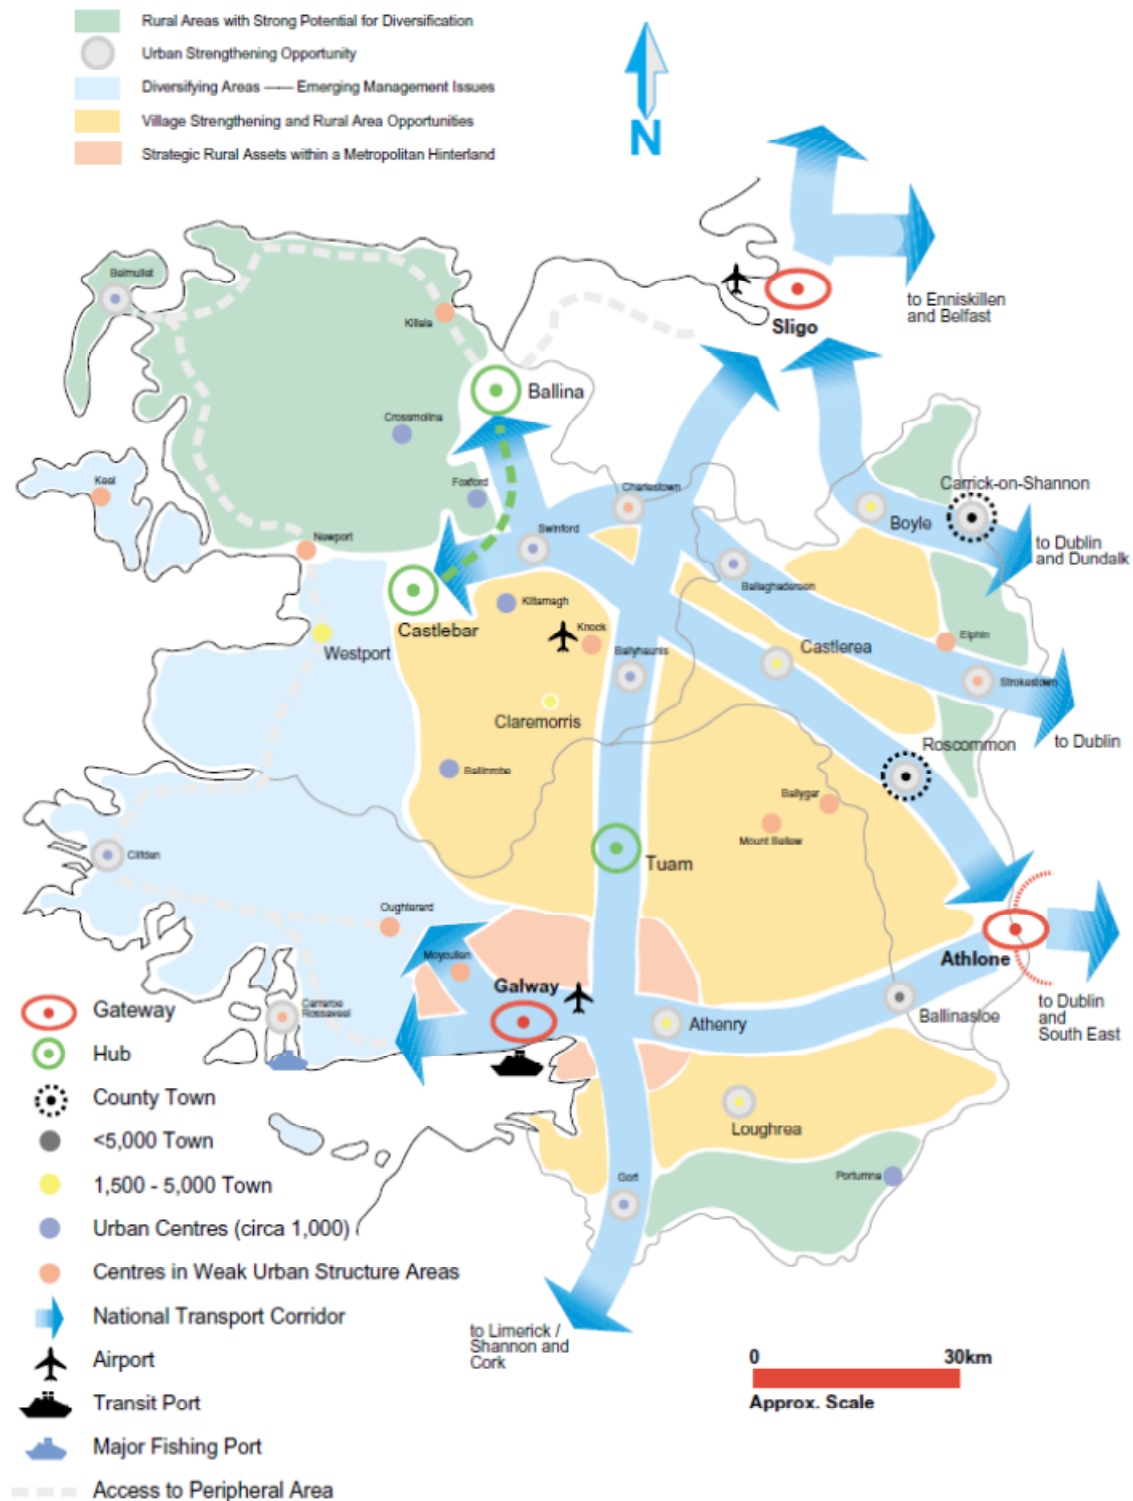 Rural Areas with Strong Potential for Diversification
Urban Strengthening Opportunity
Diversifying Areas —— Emerging Management Issues
Village Strengthening and Rural Area Opportunities
Strategic Rural Assets within a Metropolitan Hinterland
N
Belmullet
to Enniskillen
and Belfast
Sligo
Killala
Ballina
Crossmolina
Keel
Foxford
Charlestown
Carrick-on-Shannon
Boyle
Swinford
Newport
to Dublin
and Dundalk
Ballaghadereen
Kiltamagh
Castlebar
Knock
Elphin
Westport
Ballyhaunis
Castlerea
Strokestown
Claremorris
Roscommon
to Dublin
Ballinrobe
Ballygar
Mount Bellew
Clifden
Tuam
Oughterard
Moycullen
Athlone
Galway
Carraroe
Rossaveel
Athenry
Ballinasloe
to Dublin
and
South East
Gateway
Hub
County Town
<5,000 Town
1,500 - 5,000 Town
Urban Centres (circa 1,000)
Centres in Weak Urban Structure Areas
National Transport Corridor
Airport
Transit Port
Major Fishing Port
Access to Peripheral Area
Loughrea
Gort
Portumna
to Limerick /
Shannon and
Cork
0 30km
Approx. Scale